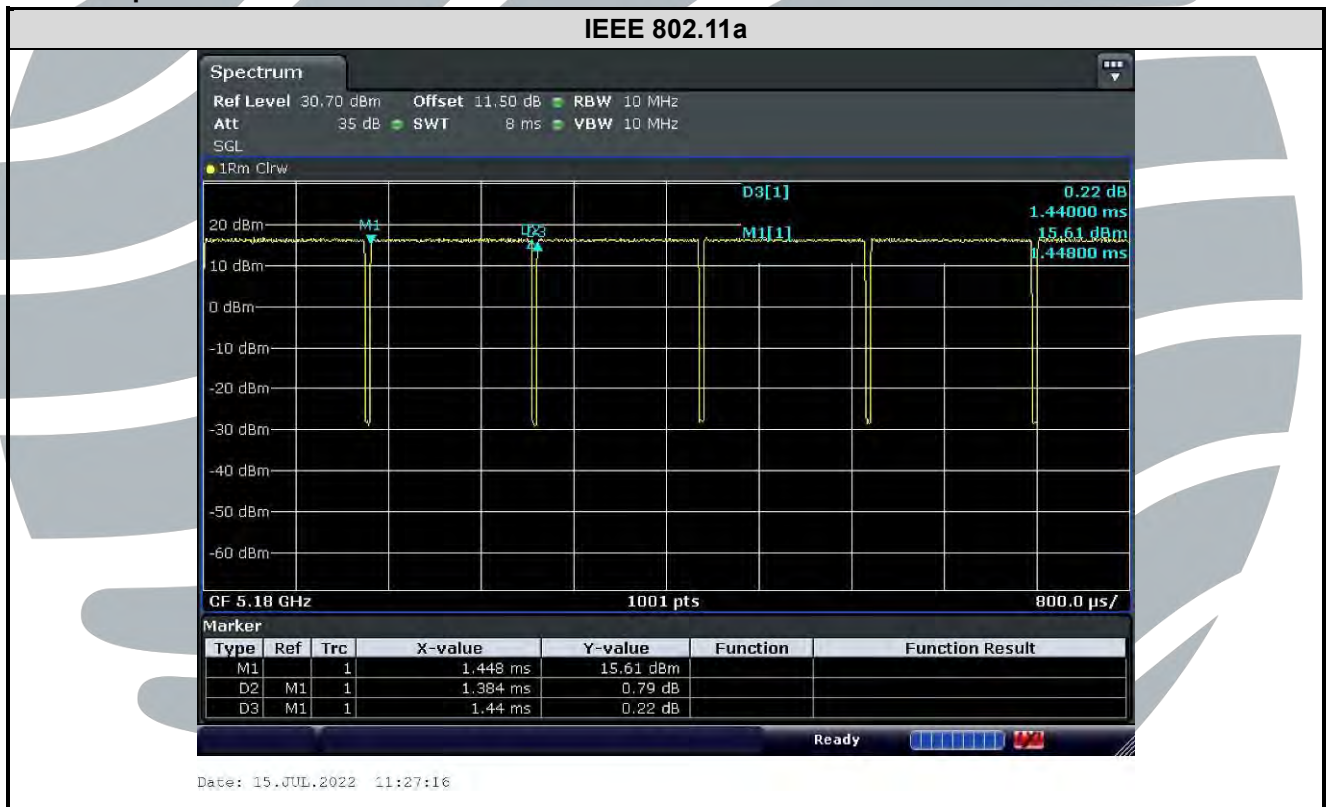 IEEE 802.11a
Spectrum
Ref Level 30.70 dBm Offset 11.50 dB RBW 10 MHz
Att 35 dB SWT 8 ms VBW 10 MHz
SGL
1Rm Clrw
D3[1] 0.22 dB
1.44000 ms
20 dBm M1 D3 M1[1] 15.61 dBm
1.44800 ms
10 dBm
0 dBm
-10 dBm
-20 dBm
-30 dBm
-40 dBm
-50 dBm
-60 dBm
CF 5.18 GHz 1001 pts 800.0 µs/
Marker
Type Ref Trc X-value Y-value Function Function Result
M1 1 1.448 ms 15.61 dBm
D2 M1 1 1.384 ms 0.79 dB
D3 M1 1 1.44 ms 0.22 dB
Ready
Date: 15.JUL.2022 11:27:16